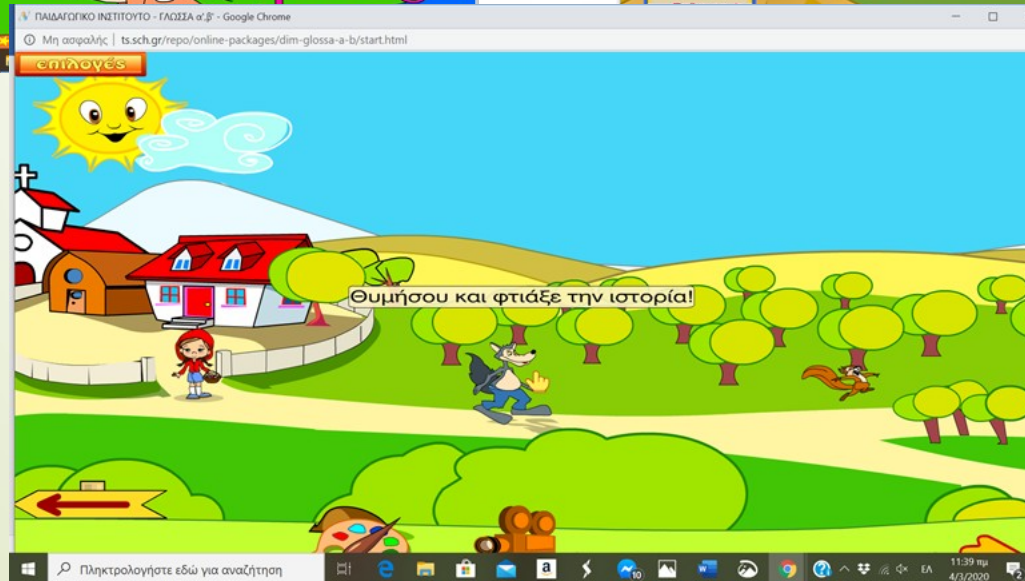 ΠΑΙΔΑΓΩΓΙΚΟ ΙΝΣΤΙΤΟΥΤΟ - ΓΛΩΣΣΑ α',β' - Google Chrome
Μη ασφαλής | ts.sch.gr/repo/online-packages/dim-glossa-a-b/start.html
επιλογές
Θυμήσου και φτιάξε την ιστορία!
Πληκτρολογήστε εδώ για αναζήτηση
10
ΕΛ
11:39 πμ
4/3/2020